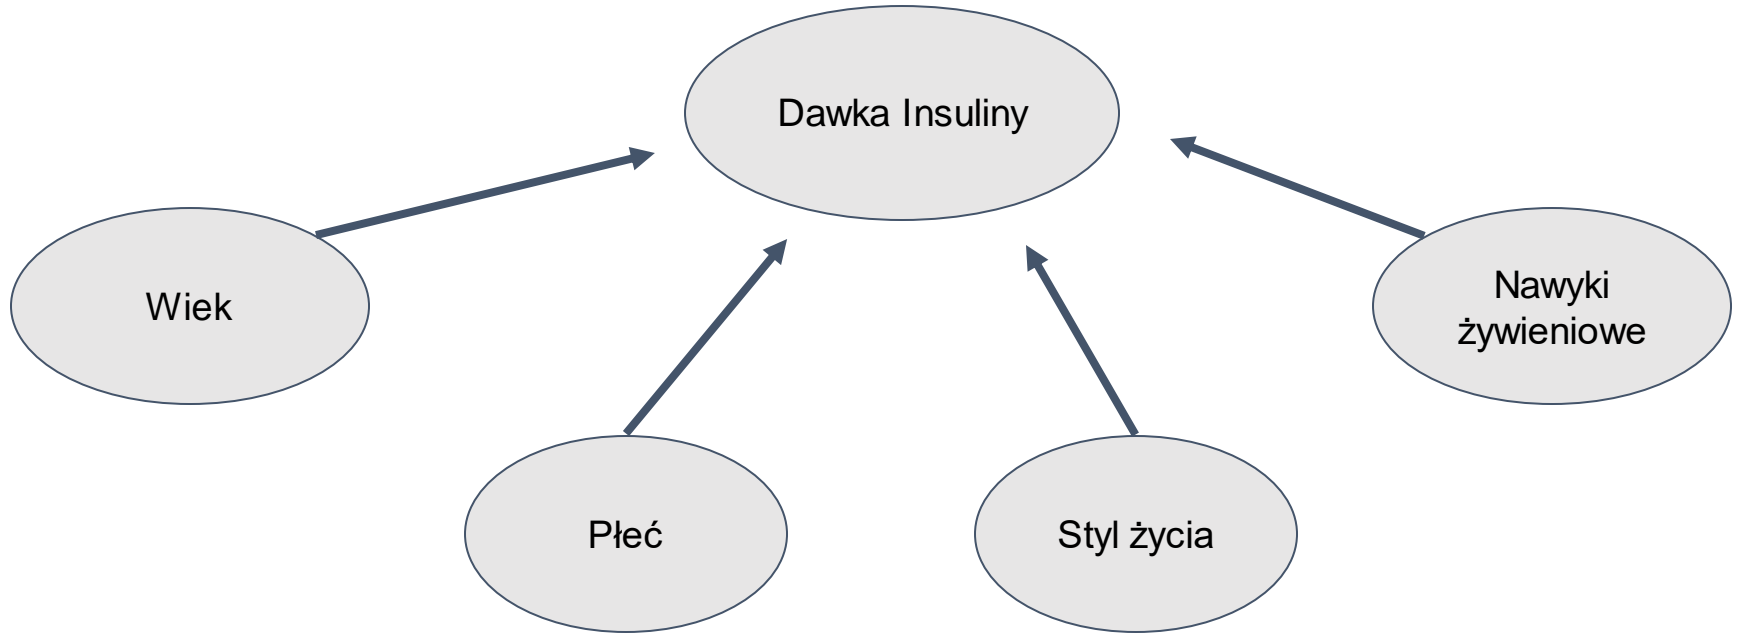 Dawka Insuliny
Wiek
Nawyki
żywieniowe
Płeć
Styl życia